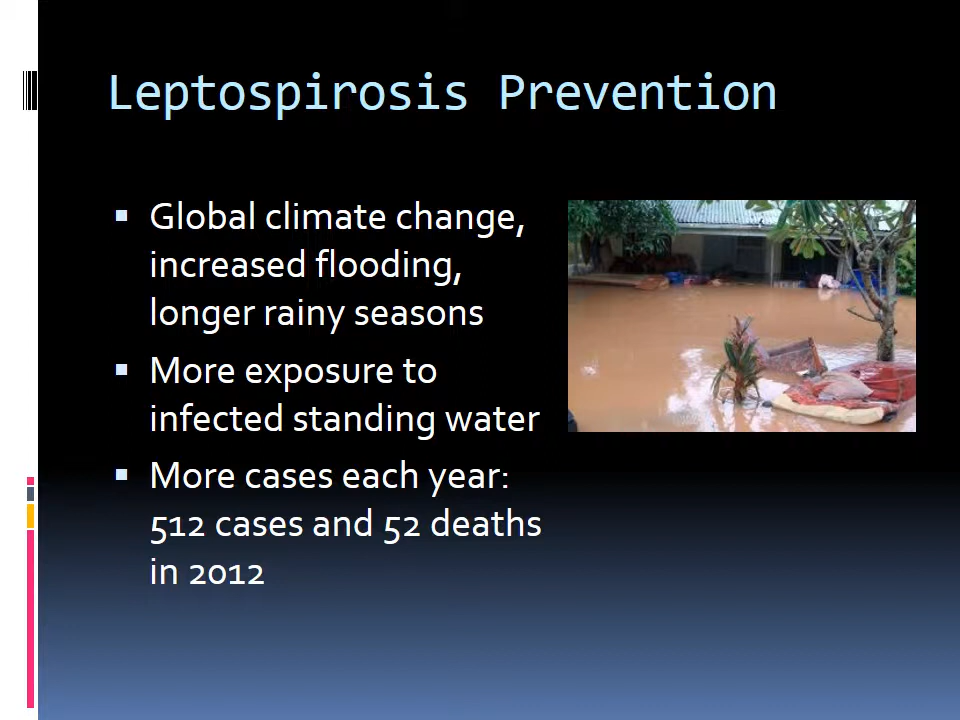 Leptospirosis Prevention
▪ Global climate change,
increased flooding,
longer rainy seasons
▪ More exposure to
infected standing water
▪ More cases each year:
512 cases and 52 deaths
in 2012